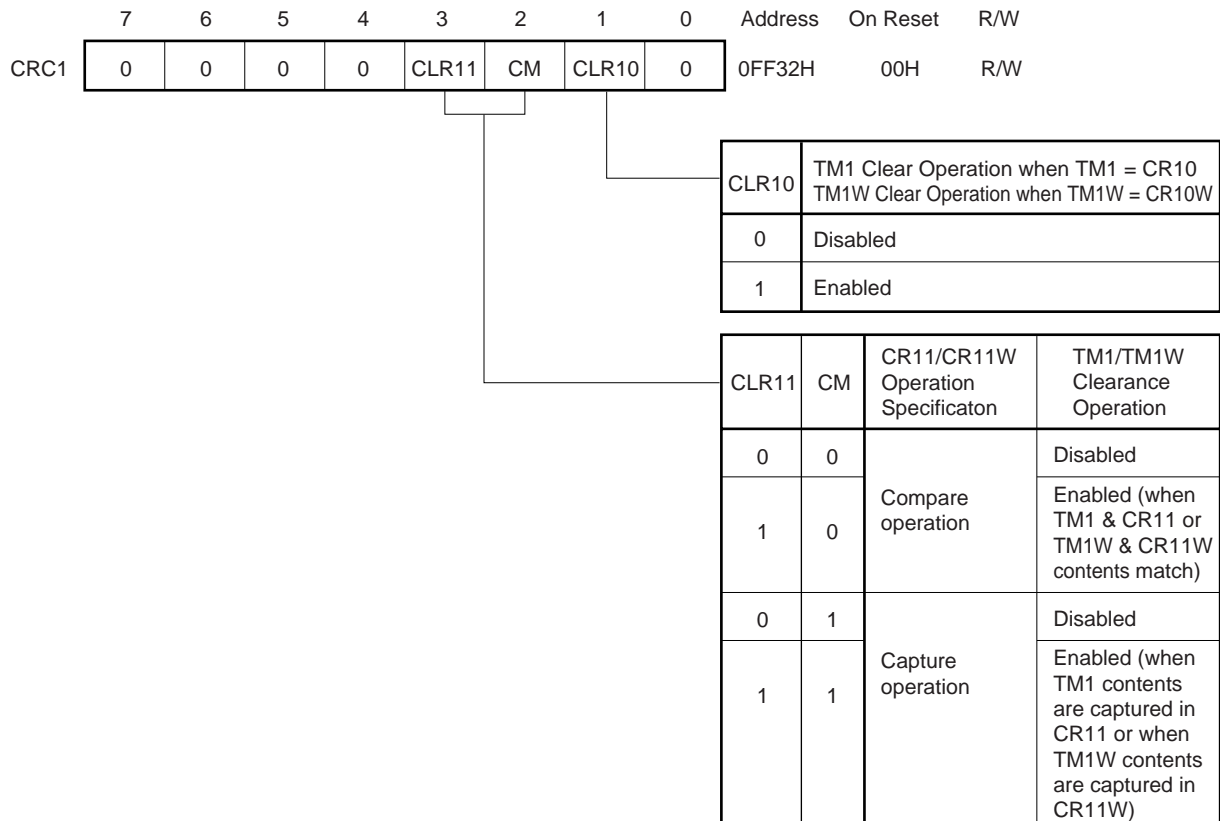 7 6 5 4 3 2 1 0 Address On Reset R/W
CRC1 0 0 0 0 CLR11 CM CLR10 0 0FF32H 00H R/W
CLR10 TM1 Clear Operation when TM1 = CR10
TM1W Clear Operation when TM1W = CR10W
0 Disabled
1 Enabled
CLR11 CM CR11/CR11W Operation Specificaton TM1/TM1W Clearance Operation
0 0 Compare operation Disabled
1 0 Enabled (when TM1 & CR11 or TM1W & CR11W contents match)
0 1 Capture operation Disabled
1 1 Enabled (when TM1 contents are captured in CR11 or when TM1W contents are captured in CR11W)